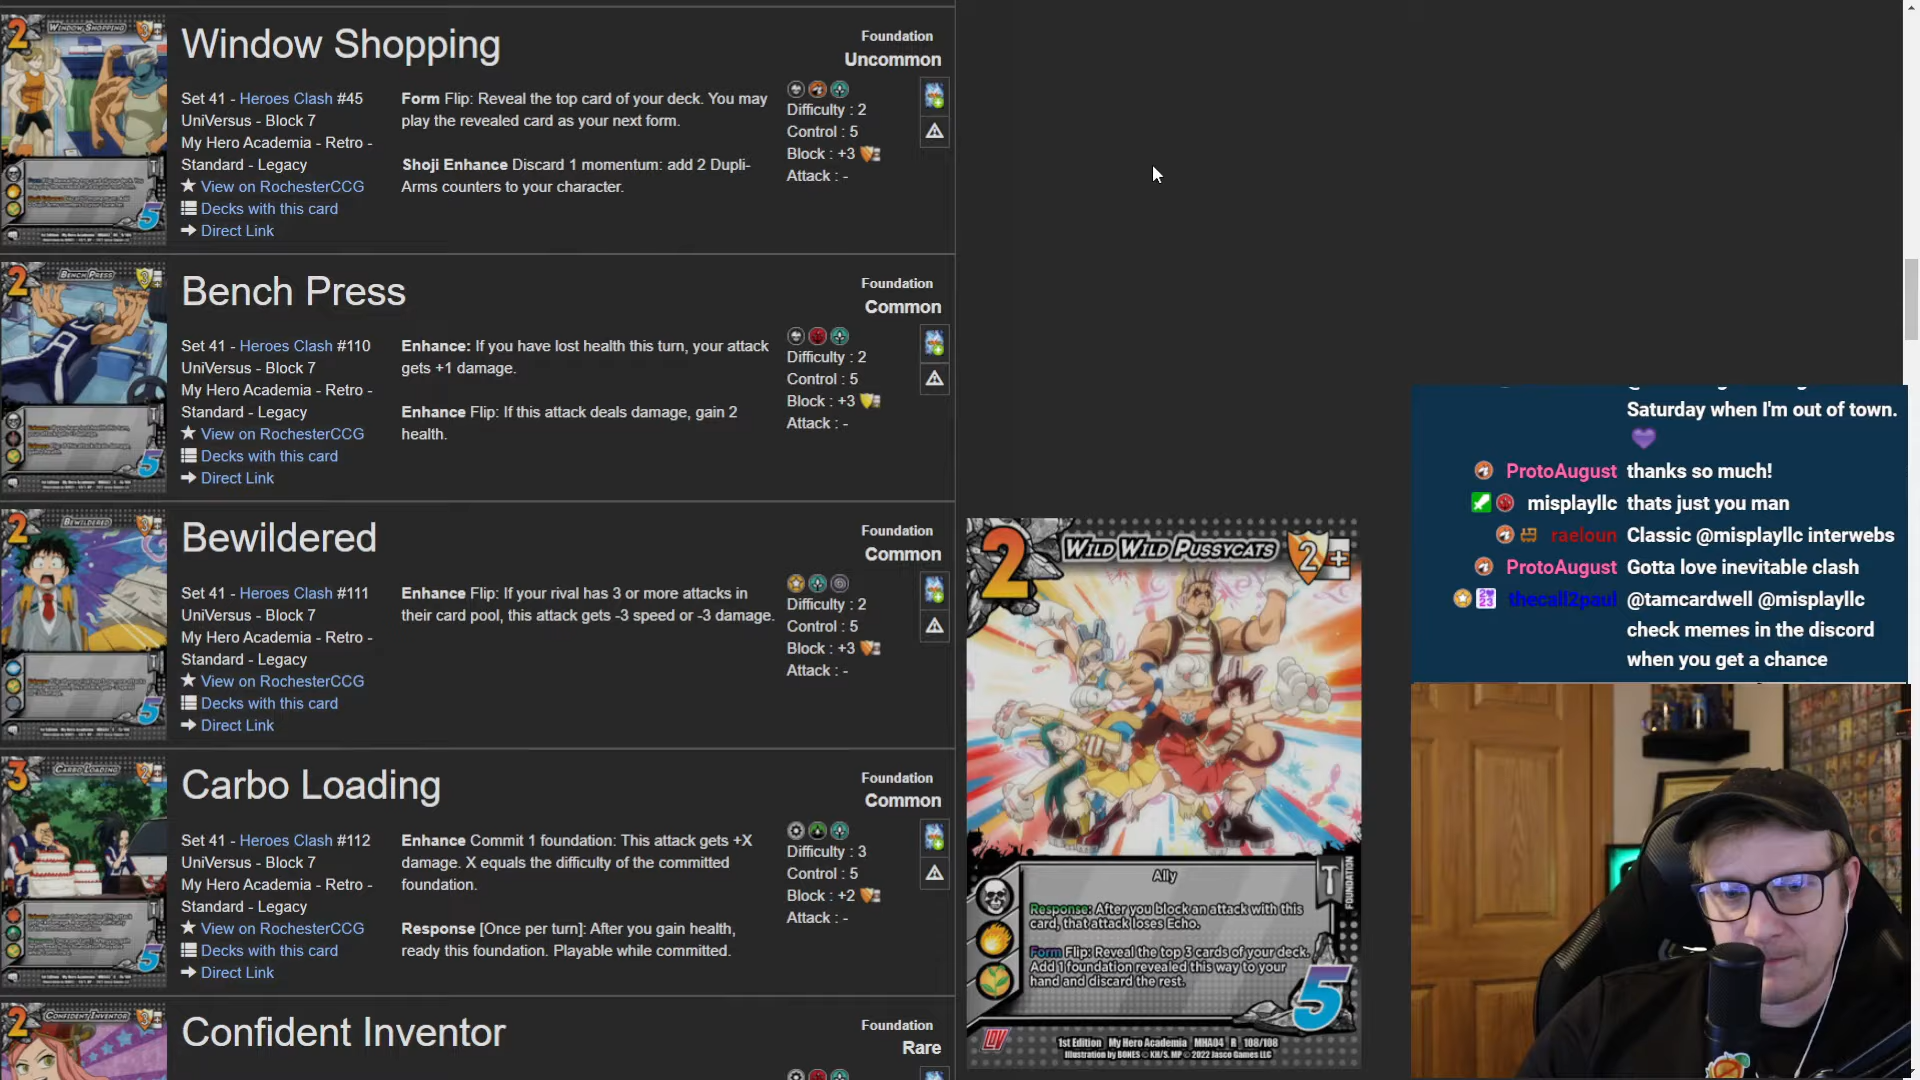 Window Shopping
Foundation
Uncommon
Set 41 - Heroes Clash #45
UniVersus - Block 7
My Hero Academia - Retro -
Standard - Legacy
View on RochesterCCG
Decks with this card
Direct Link
Form Flip: Reveal the top card of your deck. You may
play the revealed card as your next form.
Shoji Enhance Discard 1 momentum: add 2 Dupli-
Arms counters to your character.
Difficulty : 2
Control : 5
Block : +3
Attack : -
Bench Press
Foundation
Common
Set 41 - Heroes Clash #110
UniVersus - Block 7
My Hero Academia - Retro -
Standard - Legacy
View on RochesterCCG
Decks with this card
Direct Link
Enhance: If you have lost health this turn, your attack
gets +1 damage.
Enhance Flip: If this attack deals damage, gain 2
health.
Difficulty : 2
Control : 5
Block : +3
Attack : -
Bewildered
Foundation
Common
Set 41 - Heroes Clash #111
UniVersus - Block 7
My Hero Academia - Retro -
Standard - Legacy
View on RochesterCCG
Decks with this card
Direct Link
Enhance Flip: If your rival has 3 or more attacks in
their card pool, this attack gets -3 speed or -3 damage.
Difficulty : 2
Control : 5
Block : +3
Attack : -
Carbo Loading
Foundation
Common
Set 41 - Heroes Clash #112
UniVersus - Block 7
My Hero Academia - Retro -
Standard - Legacy
View on RochesterCCG
Decks with this card
Direct Link
Enhance Commit 1 foundation: This attack gets +X
damage. X equals the difficulty of the committed
foundation.
Response [Once per turn]: After you gain health,
ready this foundation. Playable while committed.
Difficulty : 3
Control : 5
Block : +2
Attack : -
Confident Inventor
Foundation
Rare
2
WILD WILD PUSSYCATS
2+
Ally
Response: After you block an attack with this
card, that attack loses Echo.
Form Flip: Reveal the top 3 cards of your deck.
Add 1 foundation revealed this way to your
hand and discard the rest.
FOUNDATION
5
1st Edition My Hero Academia MHA04 R 108/108
Illustration by BONES © KH/S. MP © 2022 Jasco Games LLC
Saturday when I'm out of town.
ProtoAugust thanks so much!
misplayllc thats just you man
raeloun Classic @misplayllc interwebs
ProtoAugust Gotta love inevitable clash
thecall2paul @tamcardwell @misplayllc
check memes in the discord
when you get a chance